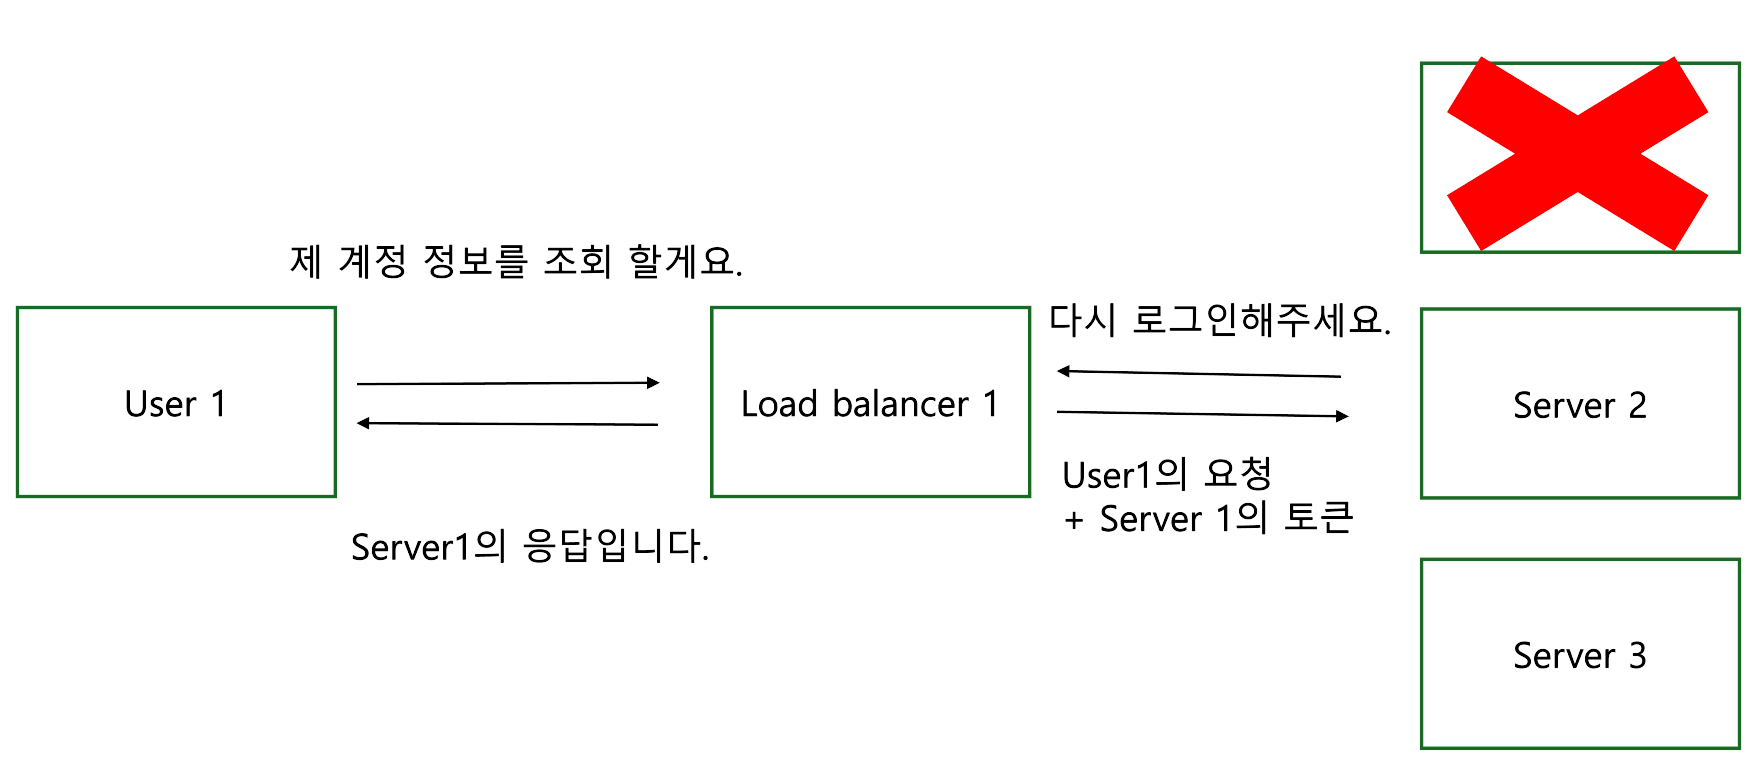 제 계정 정보를 조회 할게요.
다시 로그인해주세요.
User 1
Load balancer 1
Server 2
User1의 요청
+ Server 1의 토큰
Server1의 응답입니다.
Server 3